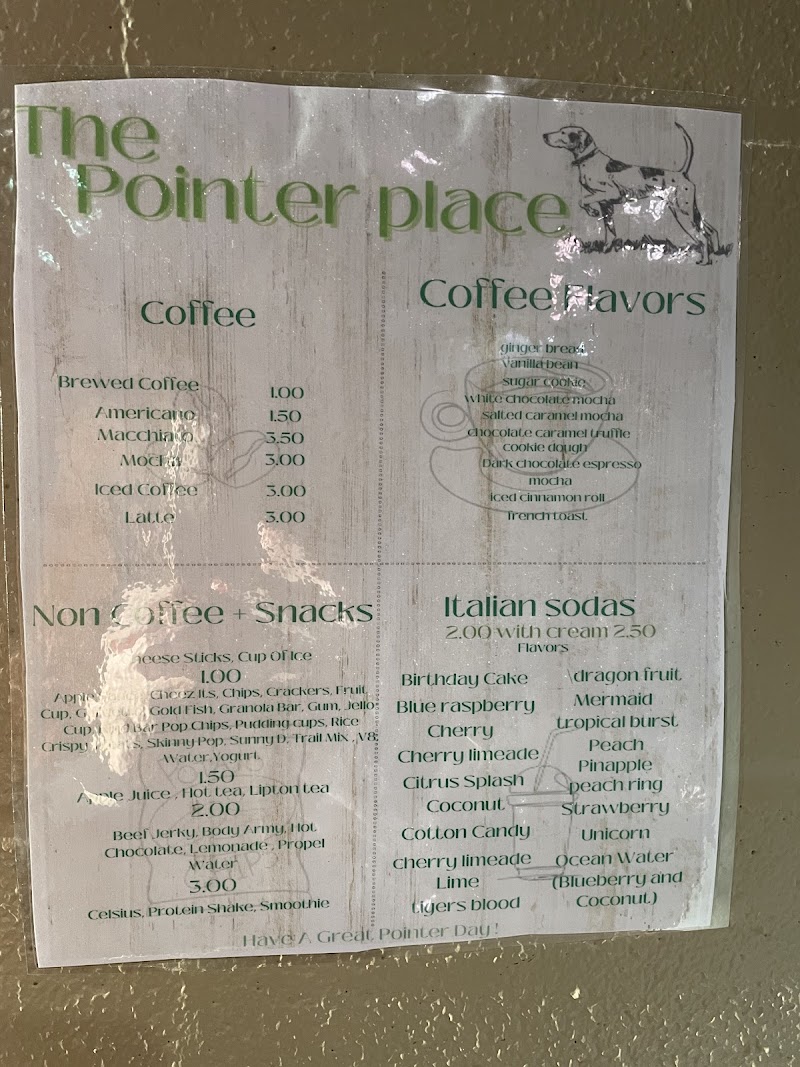 The
Pointer place
Coffee
Brewed Coffee 1.00
Americano 1.50
Macchiato 3.50
Mocha 3.00
Iced Coffee 3.00
Latte 3.00
Coffee Flavors
ginger bread
vanilla bean
sugar cookie
white chocolate mocha
salted caramel mocha
chocolate caramel truffle
cookie dough
Dark chocolate espresso
mocha
iced cinnamon roll
french toast
Non Coffee + Snacks
Cheese Sticks, Cup Of Ice
1.00
Cheez Its, Chips, Crackers, Fruit
Cup, Gold Fish, Granola Bar, Gum, Jello
Cup, Bar Pop Chips, Pudding cups, Rice
Crispy Skinny Pop, Sunny D, Trail Mix , V8,
Water,Yogurt.
1.50
Apple Juice , Hot tea, Lipton tea
2.00
Beef Jerky, Body Army, Hot
Chocolate, Lemonade , Propel
Water
3.00
Celsius, Protein Shake, Smoothie
Italian sodas
2.00 with cream 2.50
Flavors
Birthday Cake
Blue raspberry
Cherry
Cherry limeade
Citrus Splash
Coconut
Cotton Candy
cherry limeade
Lime
tigers blood
dragon fruit
Mermaid
tropical burst
Peach
Pinapple
peach ring
Strawberry
Unicorn
Ocean Water
(Blueberry and
Coconut)
Have A Great Pointer Day!